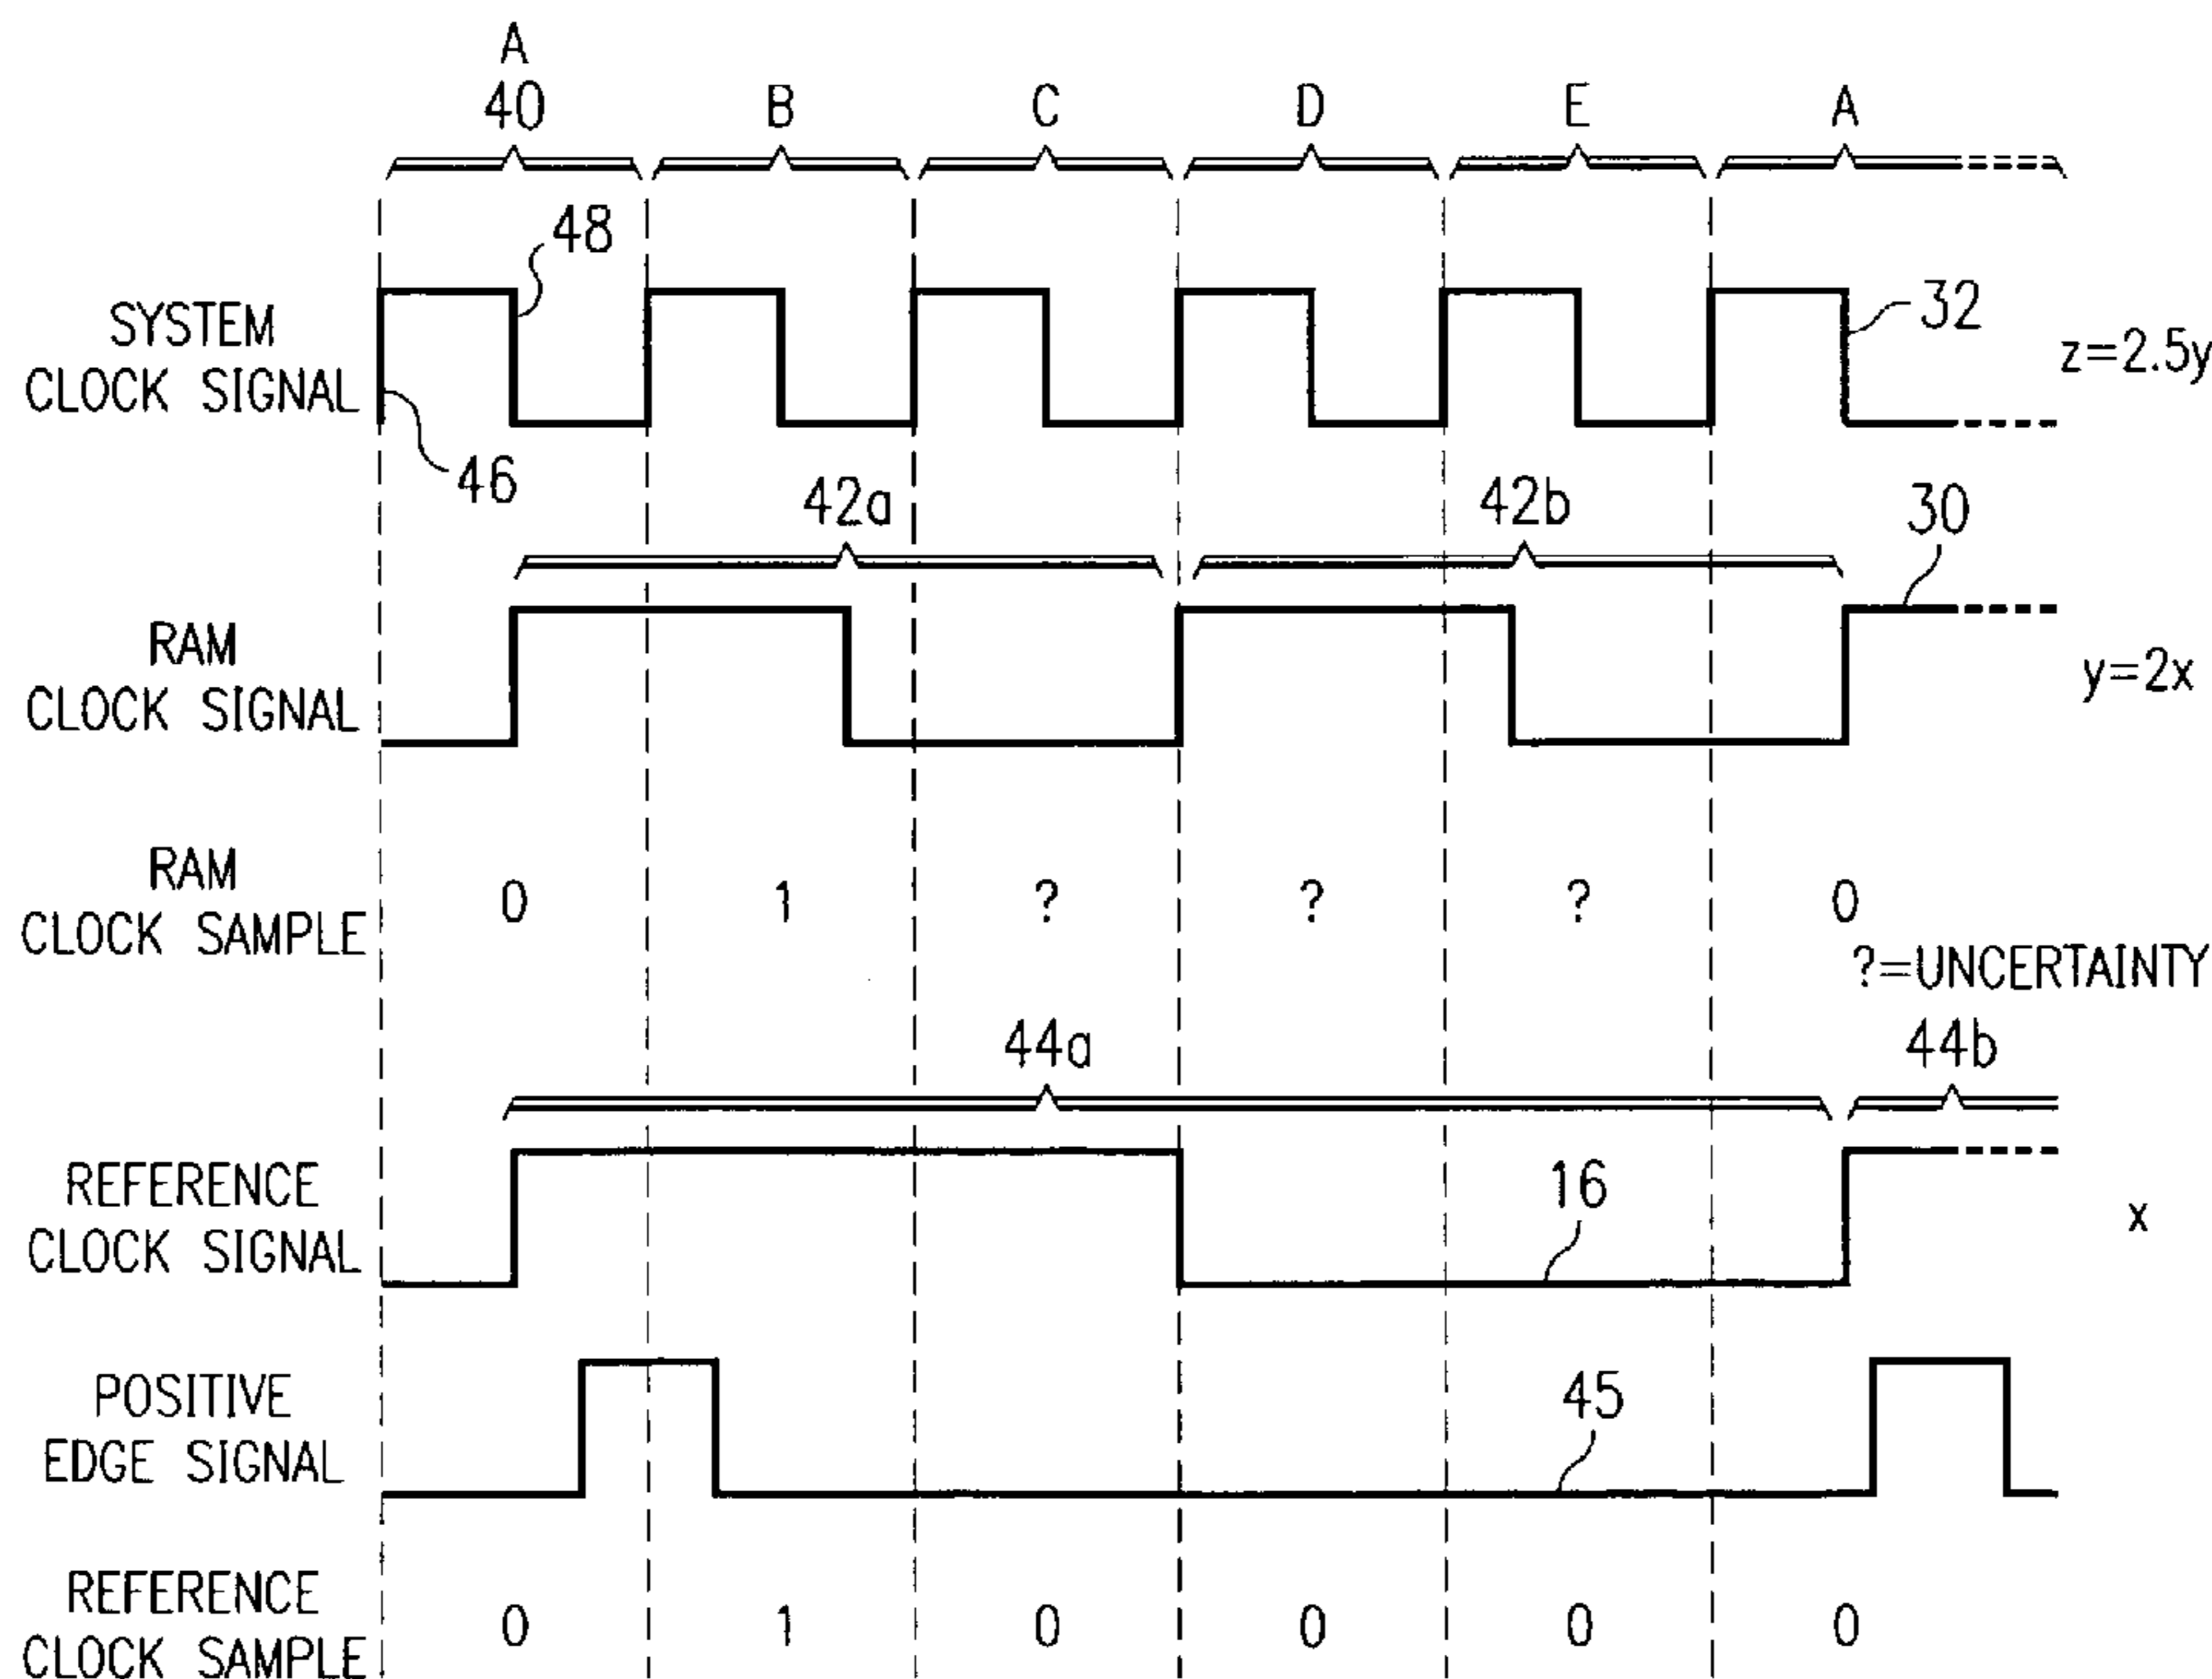 A
40 B C D E A
48
SYSTEM
CLOCK SIGNAL
32
z=2.5y
46
42a 42b
30
RAM
CLOCK SIGNAL
y=2x
RAM
CLOCK SAMPLE
0 1 ? ? ? 0
?=UNCERTAINTY
44a 44b
REFERENCE
CLOCK SIGNAL
16
x
POSITIVE
EDGE SIGNAL
45
REFERENCE
CLOCK SAMPLE
0 1 0 0 0 0